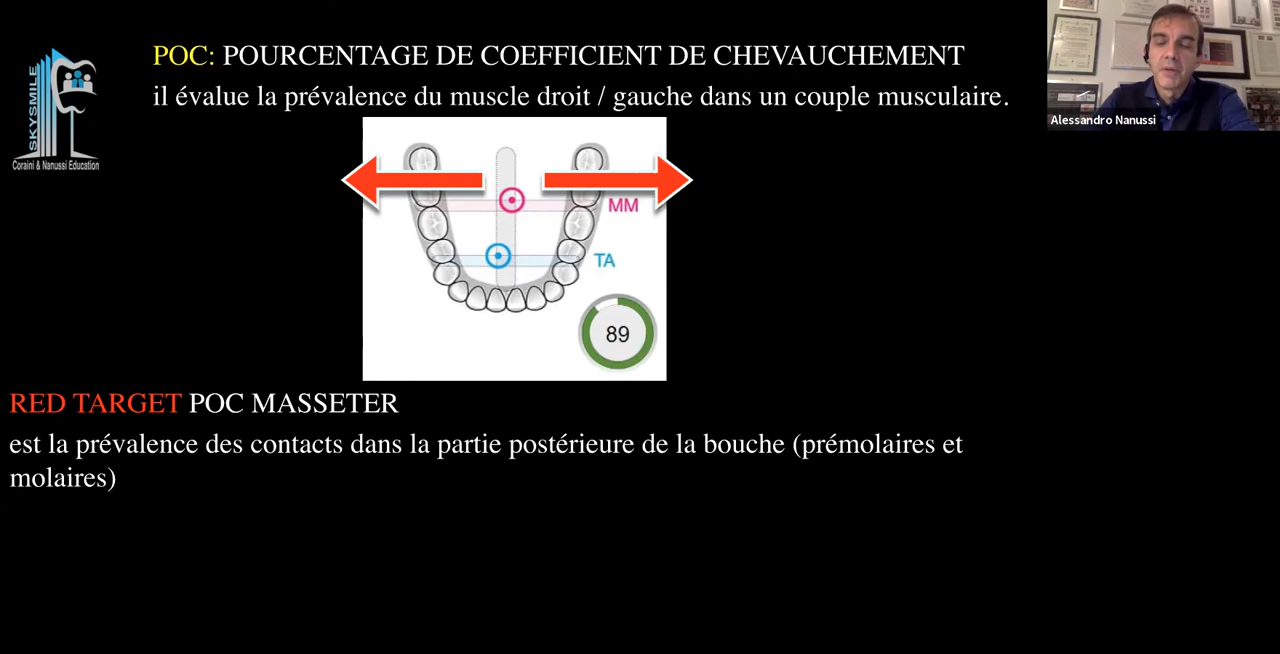 POC: POURCENTAGE DE COEFFICIENT DE CHEVAUCHEMENT
il évalue la prévalence du muscle droit / gauche dans un couple musculaire.
SKYSMILE
Coraini & Nanussi Education
Alessandro Nanussi
MM
TA
89
RED TARGET POC MASSETER
est la prévalence des contacts dans la partie postérieure de la bouche (prémolaires et
molaires)